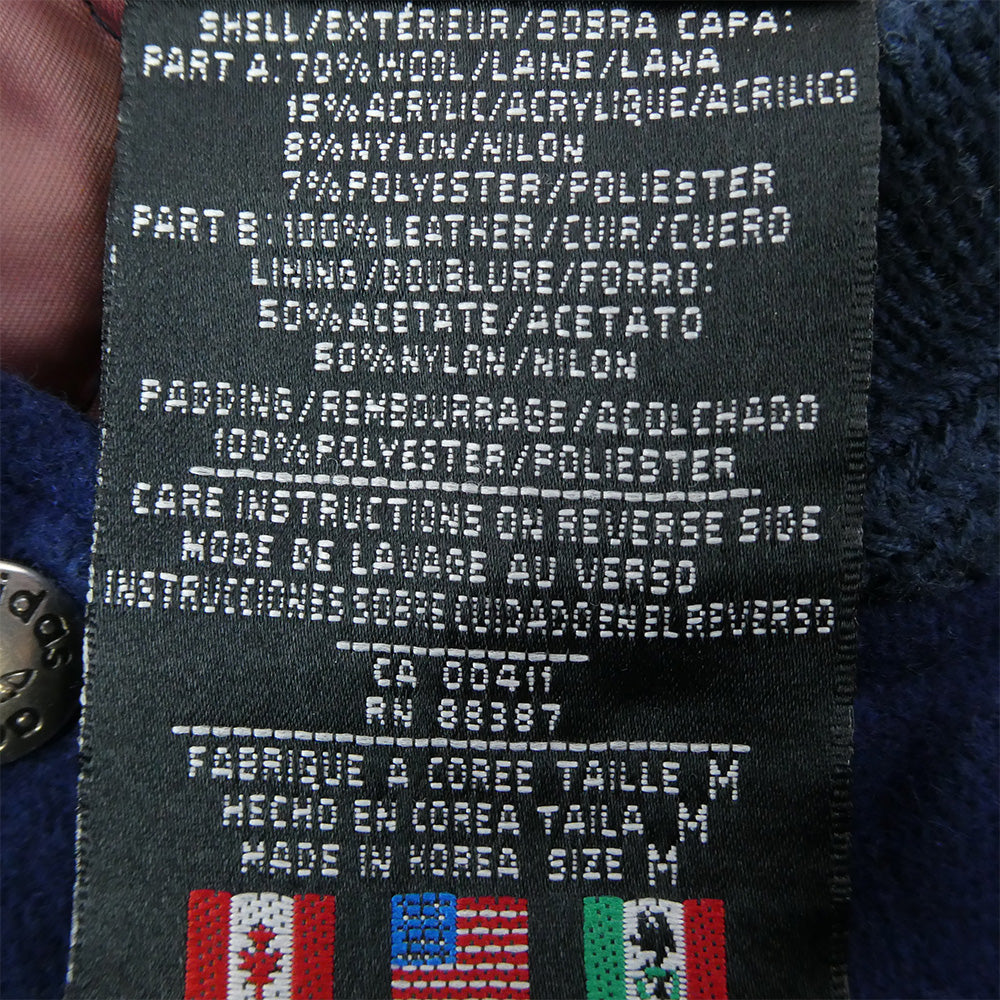 SHELL/EXTÉRIEUR/SOBRA CAPA:
PART A: 70% WOOL/LAINE/LANA
15% ACRYLIC/ACRYLIQUE/ACRILICO
8% NYLON/NILON
7% POLYESTER/POLIESTER
PART B: 100% LEATHER/CUIR/CUERO
LINING/DOUBLURE/FORRO:
50% ACETATE/ACETATO
50% NYLON/NILON
PADDING/REMBOURRAGE/ACOLCHADO
100% POLYESTER/POLIESTER
CARE INSTRUCTIONS ON REVERSE SIDE
MODE DE LAVAGE AU VERSO
INSTRUCCIONES SOBRE CUIDADO EN EL REVERSO
CA 00411
RN 88387
FABRIQUE A COREE TAILLE M
HECHO EN COREA TAILA M
MADE IN KOREA SIZE M